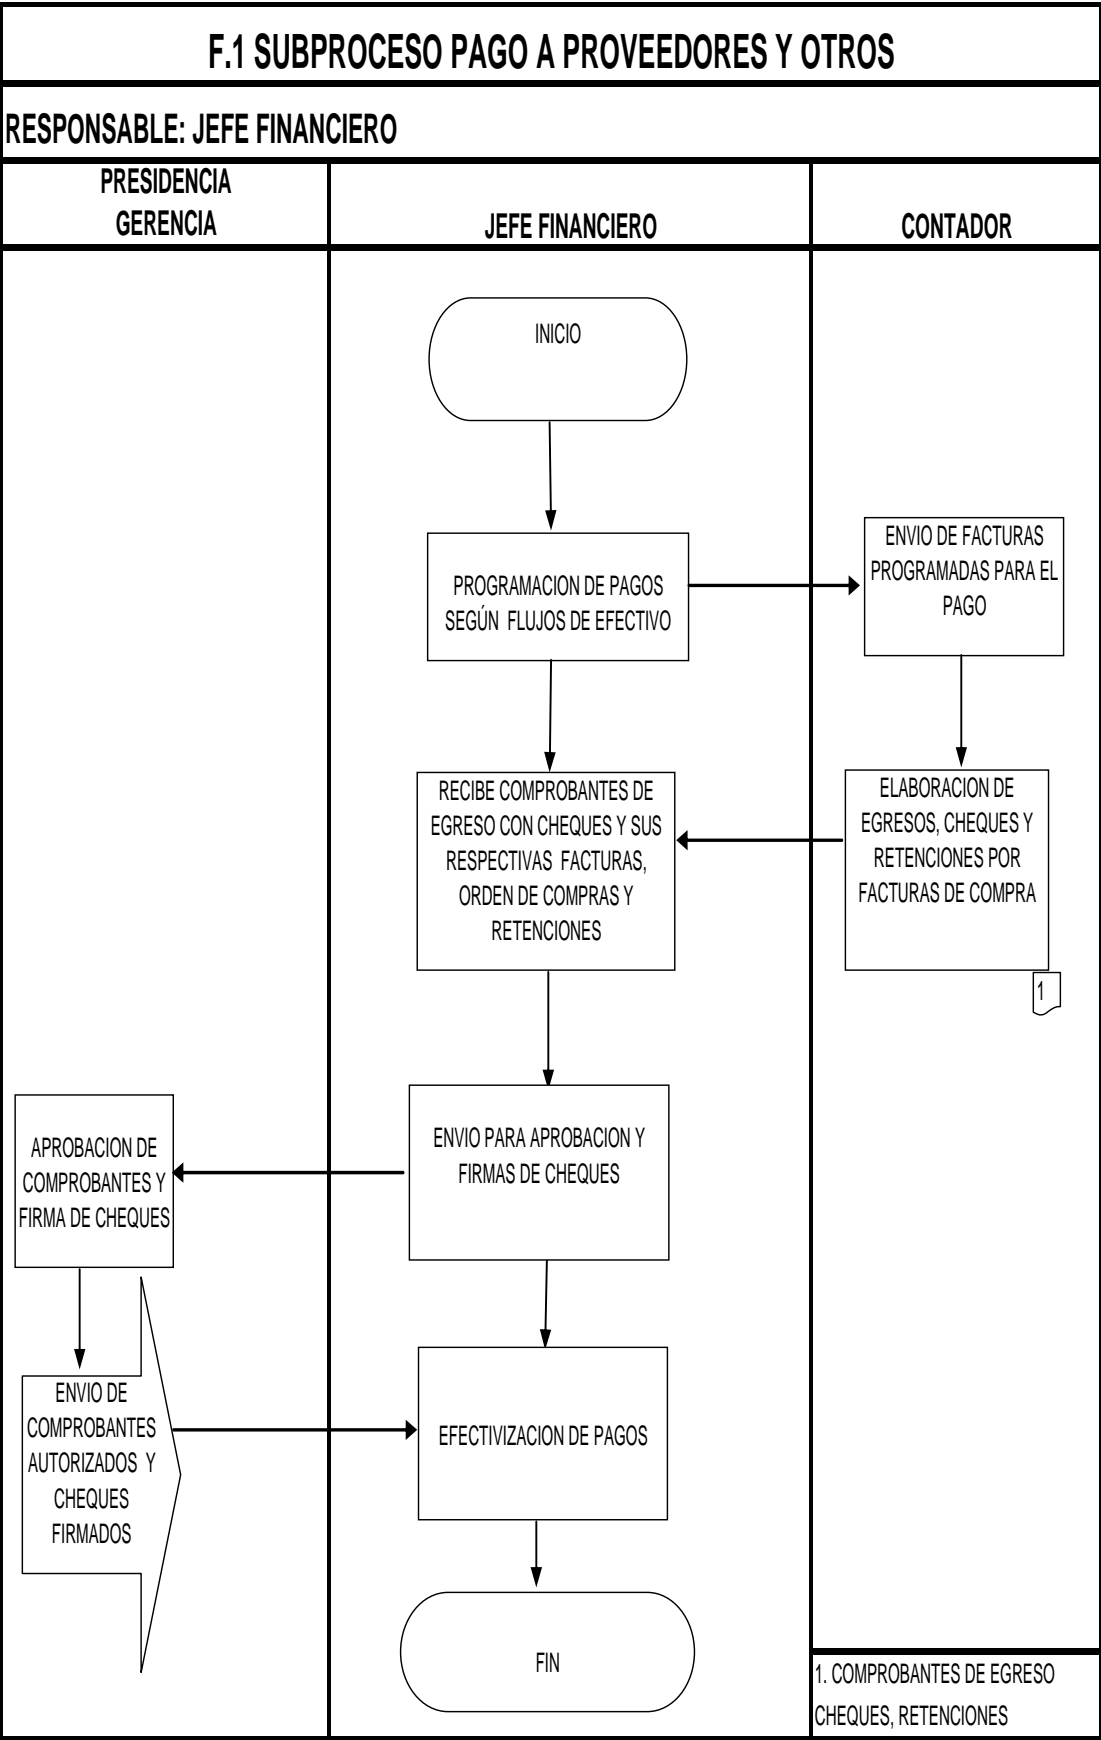 F.1 SUBPROCESO PAGO A PROVEEDORES Y OTROS
RESPONSABLE: JEFE FINANCIERO
PRESIDENCIA
GERENCIA
JEFE FINANCIERO
CONTADOR
INICIO
PROGRAMACION DE PAGOS
SEGÚN FLUJOS DE EFECTIVO
ENVIO DE FACTURAS
PROGRAMADAS PARA EL
PAGO
RECIBE COMPROBANTES DE
EGRESO CON CHEQUES Y SUS
RESPECTIVAS FACTURAS,
ORDEN DE COMPRAS Y
RETENCIONES
ELABORACION DE
EGRESOS, CHEQUES Y
RETENCIONES POR
FACTURAS DE COMPRA
1
ENVIO PARA APROBACION Y
FIRMAS DE CHEQUES
APROBACION DE
COMPROBANTES Y
FIRMA DE CHEQUES
ENVIO DE
COMPROBANTES
AUTORIZADOS Y
CHEQUES
FIRMADOS
EFECTIVIZACION DE PAGOS
FIN
1. COMPROBANTES DE EGRESO
CHEQUES, RETENCIONES